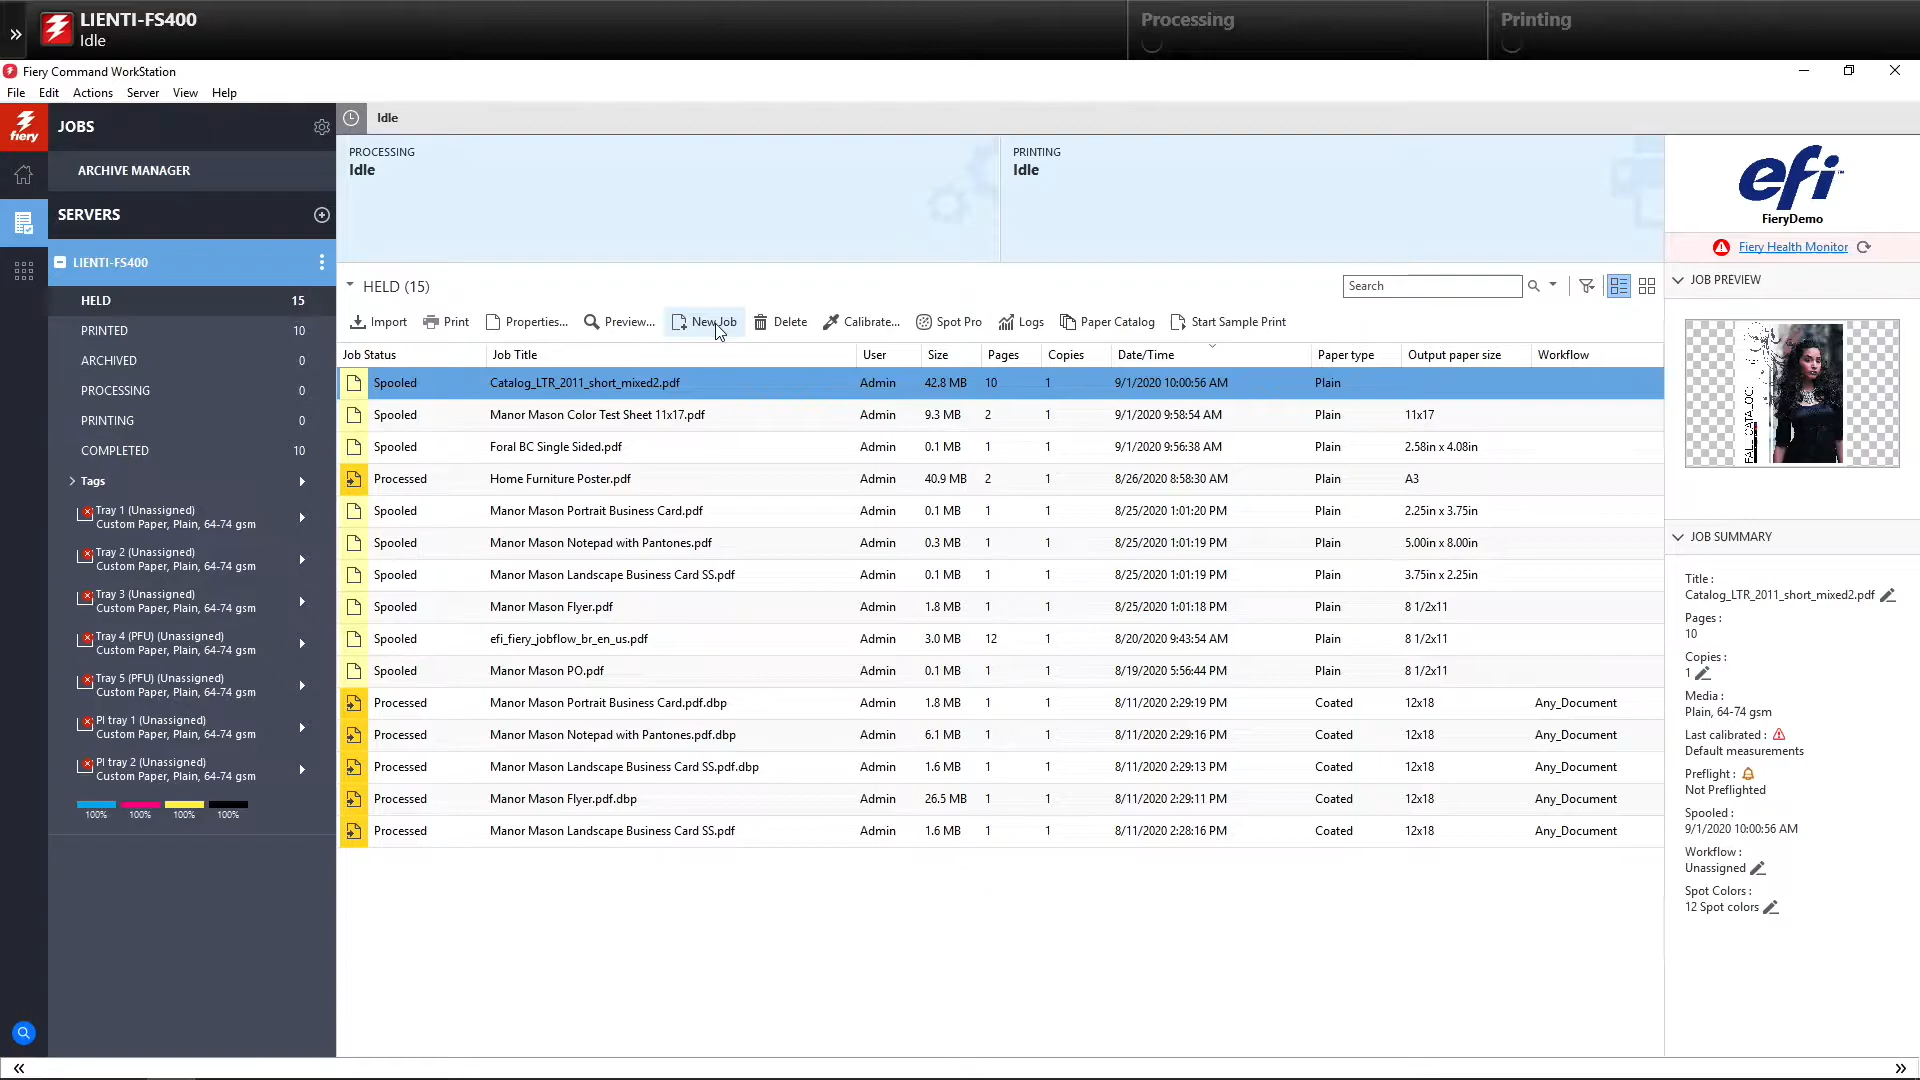 LIENTI-FS400
Idle
Processing
Printing
Fiery Command WorkStation
File Edit Actions Server View Help
fiery
JOBS
ARCHIVE MANAGER
SERVERS
LIENTI-FS400
HELD 15
PRINTED 10
ARCHIVED 0
PROCESSING 0
PRINTING 0
COMPLETED 10
Tags
Tray 1 (Unassigned)
Custom Paper, Plain, 64-74 gsm
Tray 2 (Unassigned)
Custom Paper, Plain, 64-74 gsm
Tray 3 (Unassigned)
Custom Paper, Plain, 64-74 gsm
Tray 4 (PFU) (Unassigned)
Custom Paper, Plain, 64-74 gsm
Tray 5 (PFU) (Unassigned)
Custom Paper, Plain, 64-74 gsm
PI tray 1 (Unassigned)
Custom Paper, Plain, 64-74 gsm
PI tray 2 (Unassigned)
Custom Paper, Plain, 64-74 gsm
100% 100% 100% 100%
Idle
PROCESSING
Idle
PRINTING
Idle
HELD (15)
Search
Import Print Properties... Preview... New Job Delete Calibrate... Spot Pro Logs Paper Catalog Start Sample Print
Job Status Job Title User Size Pages Copies Date/Time Paper type Output paper size Workflow
Spooled Catalog_LTR_2011_short_mixed2.pdf Admin 42.8 MB 10 1 9/1/2020 10:00:56 AM Plain
Spooled Manor Mason Color Test Sheet 11x17.pdf Admin 9.3 MB 2 1 9/1/2020 9:58:54 AM Plain 11x17
Spooled Foral BC Single Sided.pdf Admin 0.1 MB 1 1 9/1/2020 9:56:38 AM Plain 2.58in x 4.08in
Processed Home Furniture Poster.pdf Admin 40.9 MB 2 1 8/26/2020 8:58:30 AM Plain A3
Spooled Manor Mason Portrait Business Card.pdf Admin 0.1 MB 1 1 8/25/2020 1:01:20 PM Plain 2.25in x 3.75in
Spooled Manor Mason Notepad with Pantones.pdf Admin 0.3 MB 1 1 8/25/2020 1:01:19 PM Plain 5.00in x 8.00in
Spooled Manor Mason Landscape Business Card SS.pdf Admin 0.1 MB 1 1 8/25/2020 1:01:19 PM Plain 3.75in x 2.25in
Spooled Manor Mason Flyer.pdf Admin 1.8 MB 1 1 8/25/2020 1:01:18 PM Plain 8 1/2x11
Spooled efi_fiery_jobflow_br_en_us.pdf Admin 3.0 MB 12 1 8/20/2020 9:43:54 AM Plain 8 1/2x11
Spooled Manor Mason PO.pdf Admin 0.1 MB 1 1 8/19/2020 5:56:44 PM Plain 8 1/2x11
Processed Manor Mason Portrait Business Card.pdf.dbp Admin 1.8 MB 1 1 8/11/2020 2:29:19 PM Coated 12x18 Any_Document
Processed Manor Mason Notepad with Pantones.pdf.dbp Admin 6.1 MB 1 1 8/11/2020 2:29:16 PM Coated 12x18 Any_Document
Processed Manor Mason Landscape Business Card SS.pdf.dbp Admin 1.6 MB 1 1 8/11/2020 2:29:13 PM Coated 12x18 Any_Document
Processed Manor Mason Flyer.pdf.dbp Admin 26.5 MB 1 1 8/11/2020 2:29:11 PM Coated 12x18 Any_Document
Processed Manor Mason Landscape Business Card SS.pdf Admin 1.6 MB 1 1 8/11/2020 2:28:16 PM Coated 12x18 Any_Document
efi™
FieryDemo
Fiery Health Monitor
JOB PREVIEW
FALL CATALOG:
JOB SUMMARY
Title :
Catalog_LTR_2011_short_mixed2.pdf
Pages :
10
Copies :
1
Media :
Plain, 64-74 gsm
Last calibrated :
Default measurements
Preflight :
Not Preflighted
Spooled :
9/1/2020 10:00:56 AM
Workflow :
Unassigned
Spot Colors :
12 Spot colors